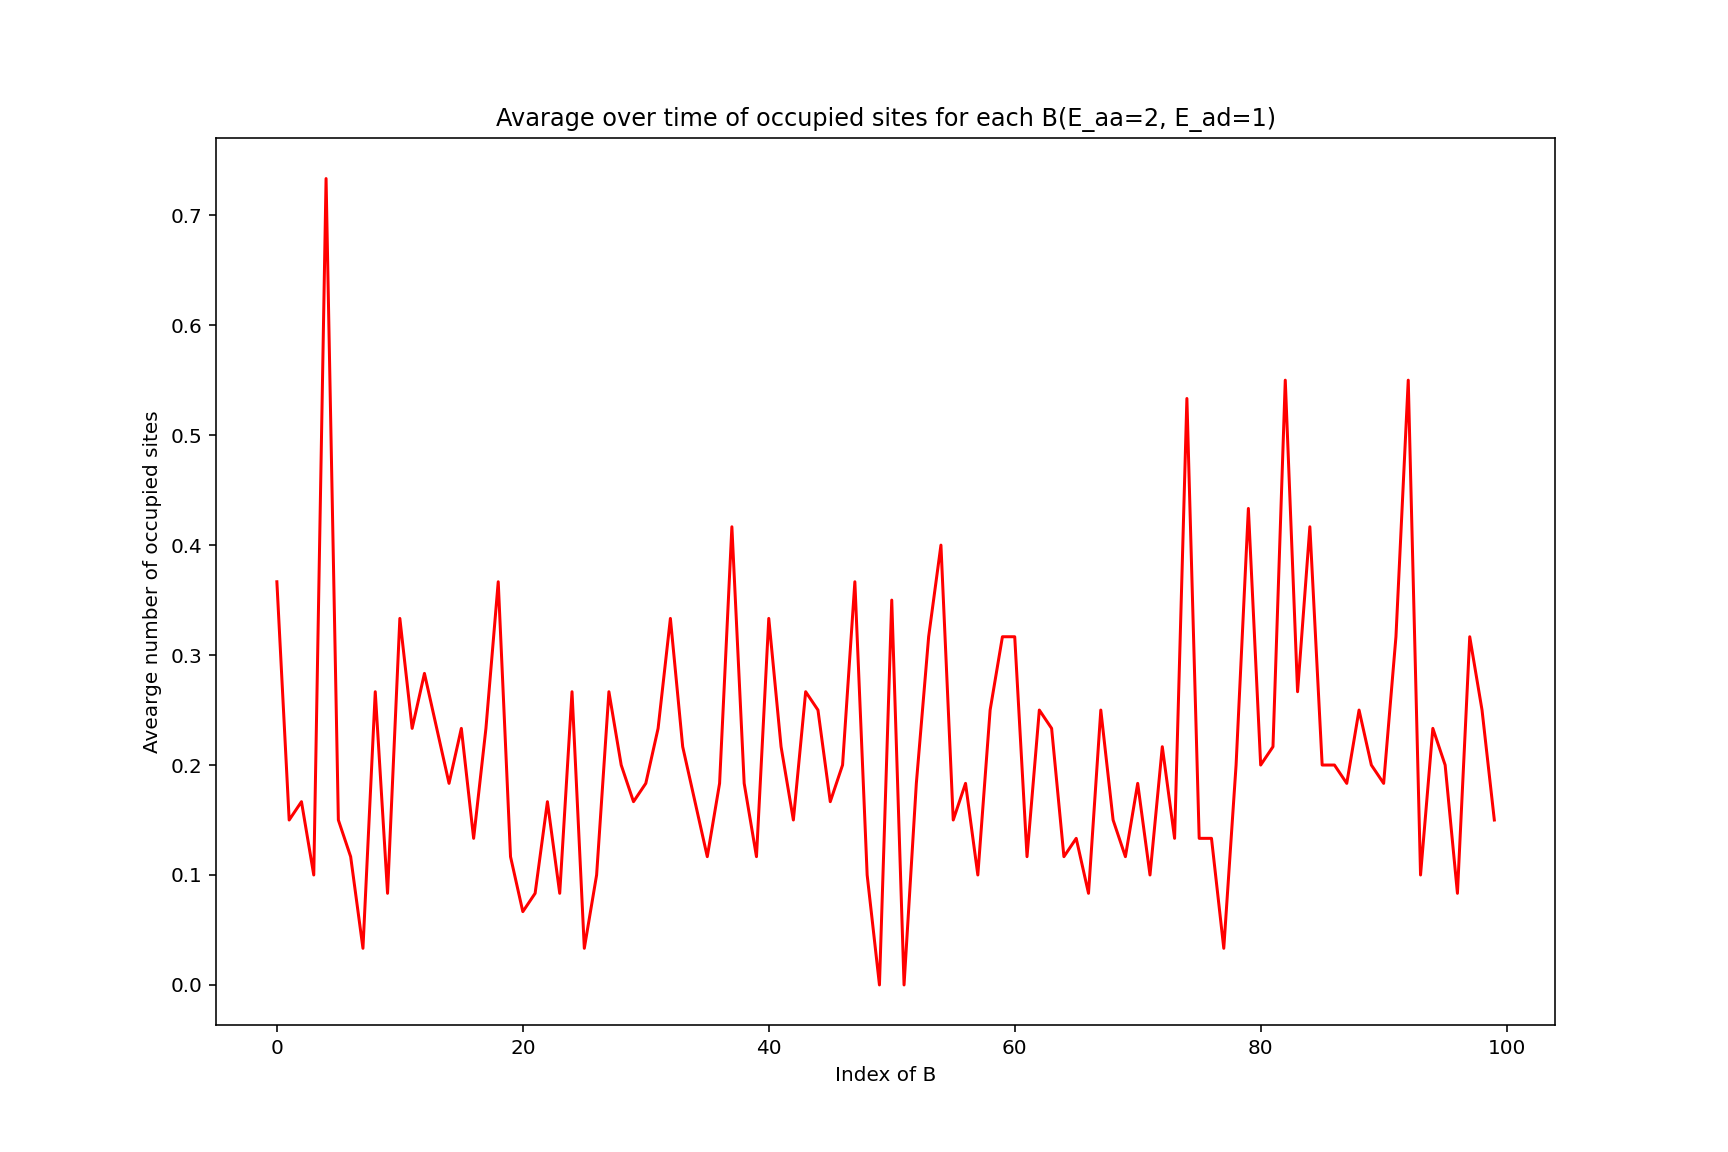 Avarage over time of occupied sites for each B(E_aa=2, E_ad=1)
Avearge number of occupied sites
0.7
0.6
0.5
0.4
0.3
0.2
0.1
0.0
0 20 40 60 80 100
Index of B